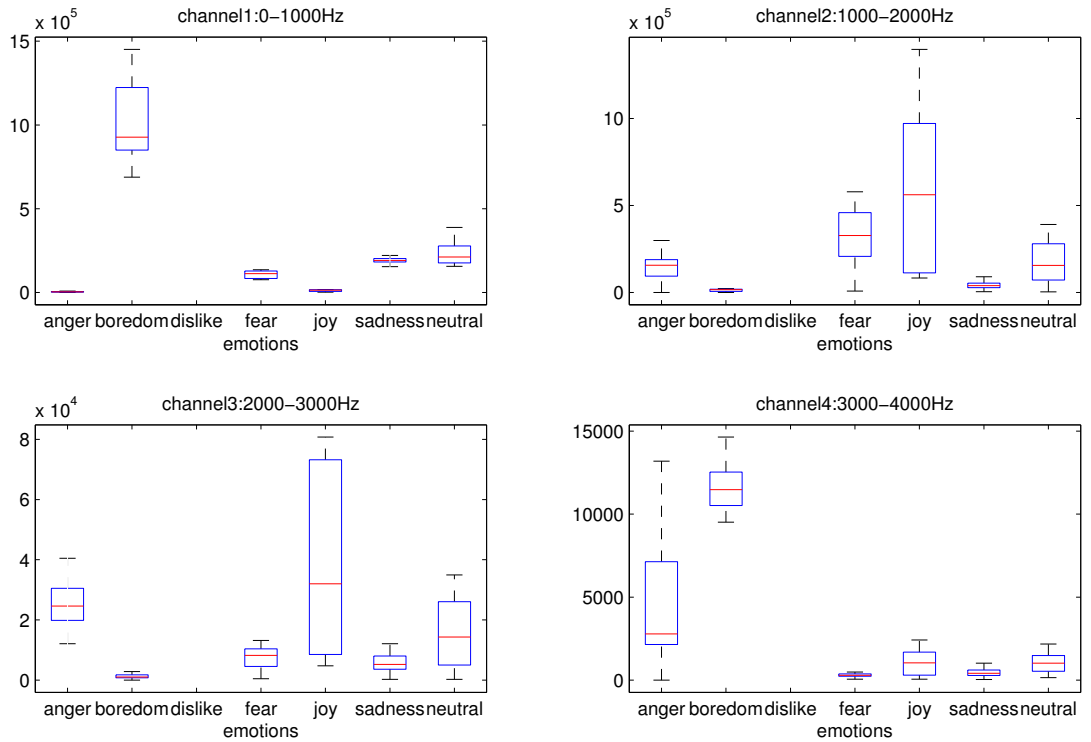 channel1:0−1000Hz
x 10^5
15
10
5
0
anger boredom dislike fear joy sadness neutral
emotions
channel2:1000−2000Hz
x 10^5
10
5
0
anger boredom dislike fear joy sadness neutral
emotions
channel3:2000−3000Hz
x 10^4
8
6
4
2
0
anger boredom dislike fear joy sadness neutral
emotions
channel4:3000−4000Hz
15000
10000
5000
0
anger boredom dislike fear joy sadness neutral
emotions